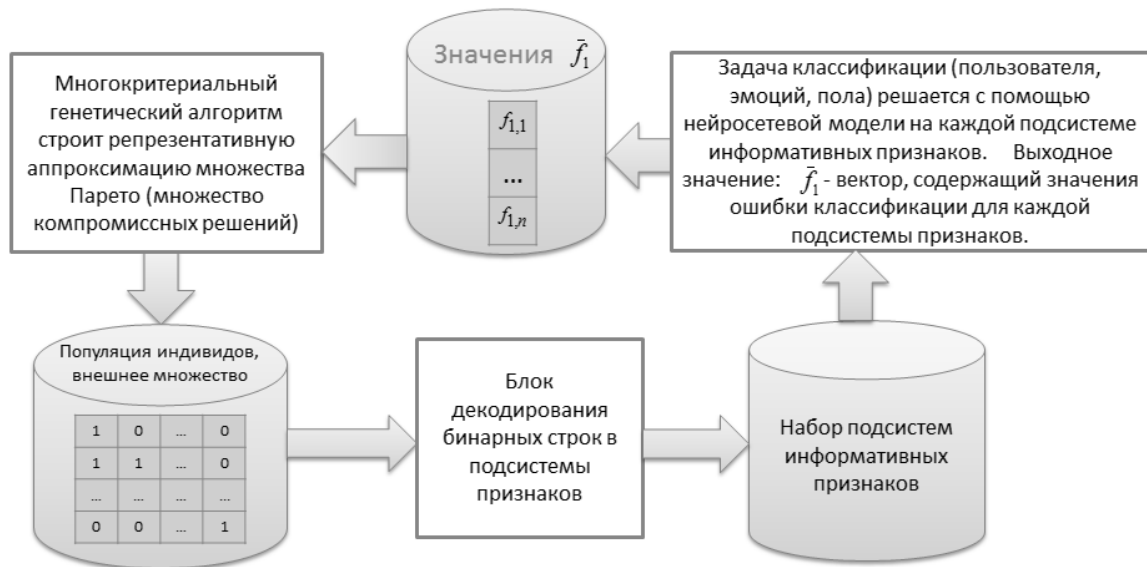 Многокритериальный
генетический алгоритм
строит репрезентативную
аппроксимацию множества
Парето (множество
компромиссных решений)
Значения f̄₁
f₁,₁
...
f₁,ₙ
Задача классификации (пользователя,
эмоций, пола) решается с помощью
нейросетевой модели на каждой подсистеме
информативных признаков. Выходное
значение: f̄₁ - вектор, содержащий значения
ошибки классификации для каждой
подсистемы признаков.
Популяция индивидов,
внешнее множество
1 0 ... 0
1 1 ... 0
... ... ... ...
0 0 ... 1
Блок
декодирования
бинарных строк в
подсистемы
признаков
Набор подсистем
информативных
признаков